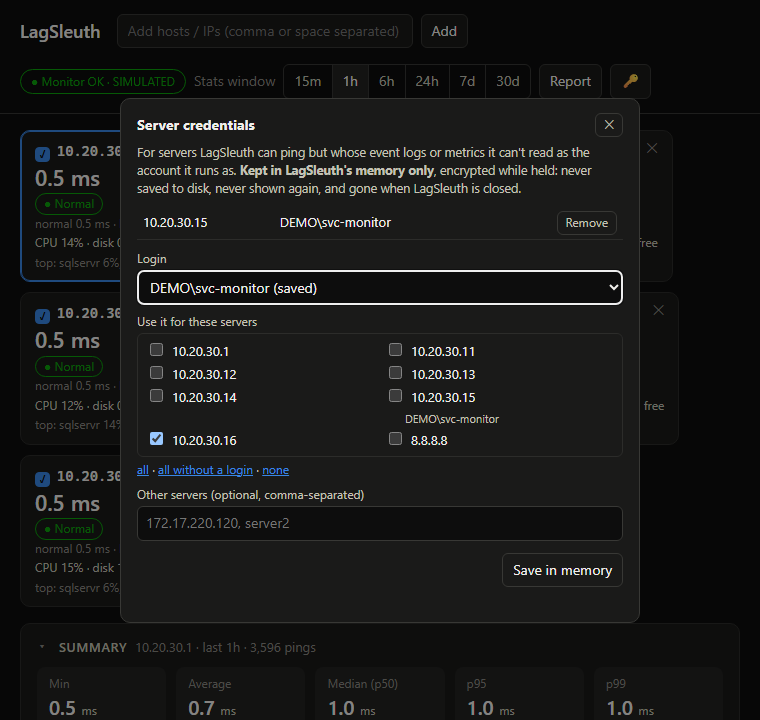 LagSleuth
Add hosts / IPs (comma or space separated)
Add
Monitor OK · SIMULATED
Stats window
15m
1h
6h
24h
7d
30d
Report
Server credentials
For servers LagSleuth can ping but whose event logs or metrics it can't read as the
account it runs as. Kept in LagSleuth's memory only, encrypted while held: never
saved to disk, never shown again, and gone when LagSleuth is closed.
10.20.30.15 DEMO\svc-monitor Remove
Login
DEMO\svc-monitor (saved)
Use it for these servers
10.20.30.1 10.20.30.11
10.20.30.12 10.20.30.13
10.20.30.14 10.20.30.15
DEMO\svc-monitor
10.20.30.16 8.8.8.8
all · all without a login · none
Other servers (optional, comma-separated)
172.17.220.120, server2
Save in memory
10.20.30
0.5 ms
Normal
normal 0.5 ms ·
CPU 14% · disk free
top: sqlservr 6%
10.20.30
0.5 ms
Normal
normal 0.5 ms ·
CPU 12% · disk free
top: sqlservr 14%
10.20.30
0.5 ms
Normal
normal 0.5 ms ·
CPU 15% · disk
top: sqlservr 6%
SUMMARY 10.20.30.1 · last 1h · 3,596 pings
Min
0.5 ms
Average
0.7 ms
Median (p50)
1.0 ms
p95
1.0 ms
p99
1.0 ms